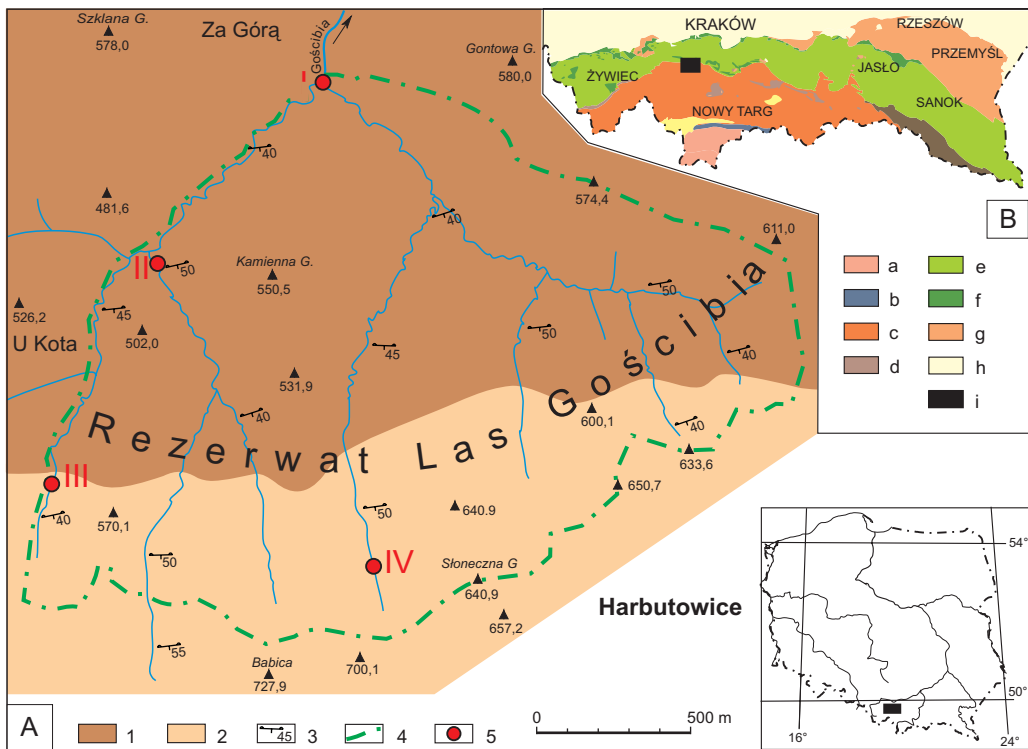 Szklana G.
578,0
Za Górą
Gościbia
Gontowa G.
580,0
I
40
481,6
574,4
40
611,0
II
50
Kamienna G.
550,5
50
526,2
45
502,0
U Kota
45
50
40
531,9
40
600,1
40
Rezerwat Las Gościbia
633,6
III
650,7
40
570,1
50
640.9
50
IV
Słoneczna G
640,9
657,2
55
Babica
727,9
700,1
Harbutowice
A
1
2
45
3
4
5
0
500 m
KRAKÓW
RZESZÓW
PRZEMYŚL
ŻYWIEC
JASŁO
SANOK
NOWY TARG
B
a
b
c
d
e
f
g
h
i
54°
50°
16°
24°